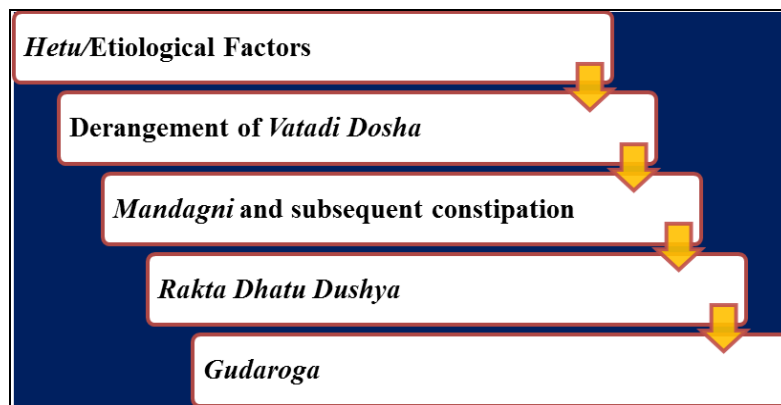 Hetu/Etiological Factors
Derangement of Vatadi Dosha
Mandagni and subsequent constipation
Rakta Dhatu Dushya
Gudaroga